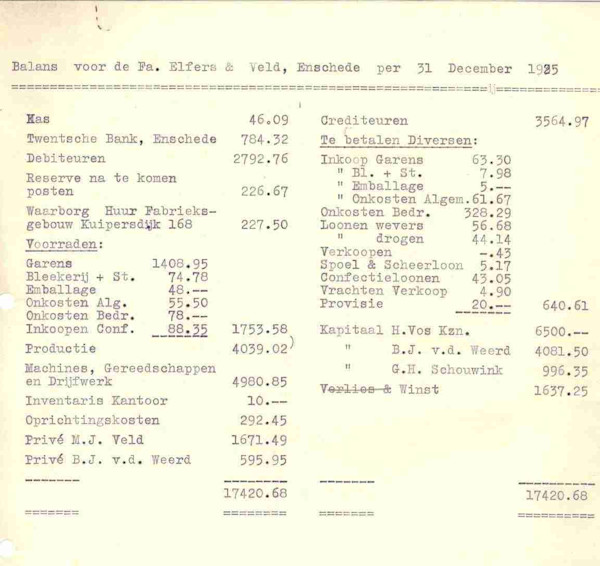 Balans voor de Fa. Elfers & Veld, Enschede per 31 December 1935
Kas 46.09
Twentsche Bank, Enschede 784.32
Debiteuren 2792.76
Reserve na te komen
posten 226.67
Waarborg Huur Fabrieks-
gebouw Kuipersdyk 168 227.50
Voorraden:
Garens 1408.95
Bleekerij + St. 74.78
Emballage 48.--
Onkosten Alg. 55.50
Onkosten Bedr. 78.--
Inkoopen Conf. 88.35 1753.58
Productie 4039.02)
Machines, Gereedschappen
en Drijfwerk 4980.85
Inventaris Kantoor 10.--
Oprichtingskosten 292.45
Privé M.J. Veld 1671.49
Privé B.J. v.d. Weerd 595.95
17420.68
Crediteuren 3564.97
Te betalen Diversen:
Inkoop Garens 63.30
" Bl. + St. 7.98
" Emballage 5.--
" Onkosten Algem. 61.67
Onkosten Bedr. 328.29
Loonen wevers 56.68
" drogen 44.14
Verkoopen -.43
Spoel & Scheerloon 5.17
Confectieloonen 43.05
Vrachten Verkoop 4.90
Provisie 20.-- 640.61
Kapitaal H.Vos Kzn. 6500.--
" B.J. v.d. Weerd 4081.50
" G.H. Schouwink 996.35
Verlies & Winst 1637.25
17420.68